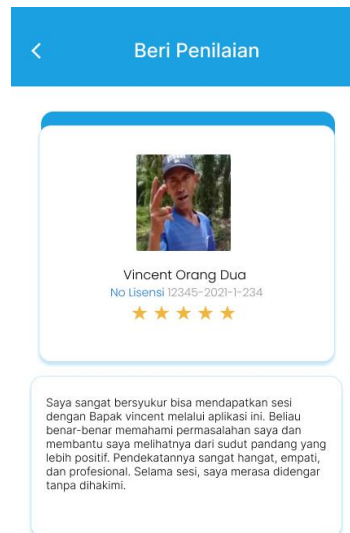 Beri Penilaian
Vincent Orang Dua
No Lisensi 12345-2021-1-234
Saya sangat bersyukur bisa mendapatkan sesi
dengan Bapak vincent melalui aplikasi ini. Beliau
benar-benar memahami permasalahan saya dan
membantu saya melihatnya dari sudut pandang yang
lebih positif. Pendekatannya sangat hangat, empati,
dan profesional. Selama sesi, saya merasa didengar
tanpa dihakimi.